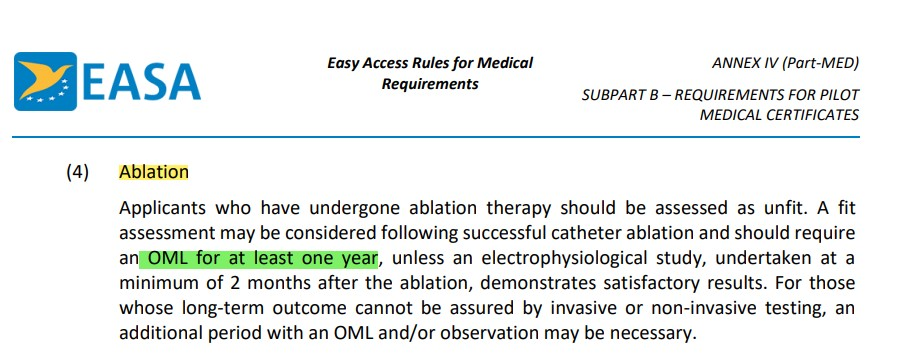 EASA
Easy Access Rules for Medical
Requirements
ANNEX IV (Part-MED)
SUBPART B – REQUIREMENTS FOR PILOT
MEDICAL CERTIFICATES
(4) Ablation
Applicants who have undergone ablation therapy should be assessed as unfit. A fit
assessment may be considered following successful catheter ablation and should require
an OML for at least one year, unless an electrophysiological study, undertaken at a
minimum of 2 months after the ablation, demonstrates satisfactory results. For those
whose long-term outcome cannot be assured by invasive or non-invasive testing, an
additional period with an OML and/or observation may be necessary.